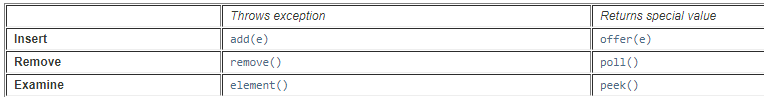 Throws exception Returns special value
Insert add(e) offer(e)
Remove remove() poll()
Examine element() peek()